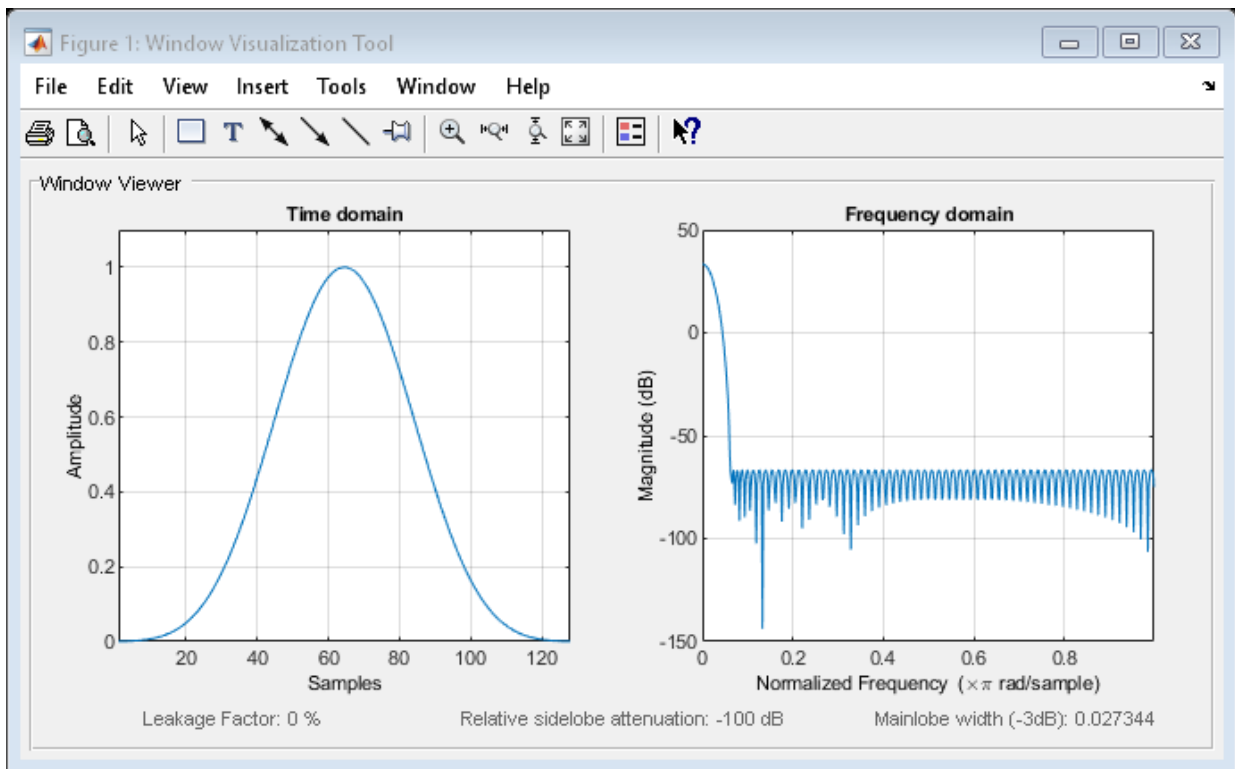 Figure 1: Window Visualization Tool
File Edit View Insert Tools Window Help
T ?
Window Viewer
Time domain
1
0.8
0.6
0.4
0.2
0
Amplitude
20 40 60 80 100 120
Samples
Frequency domain
50
0
-50
-100
-150
Magnitude (dB)
0 0.2 0.4 0.6 0.8
Normalized Frequency (×π rad/sample)
Leakage Factor: 0 % Relative sidelobe attenuation: -100 dB Mainlobe width (-3dB): 0.027344